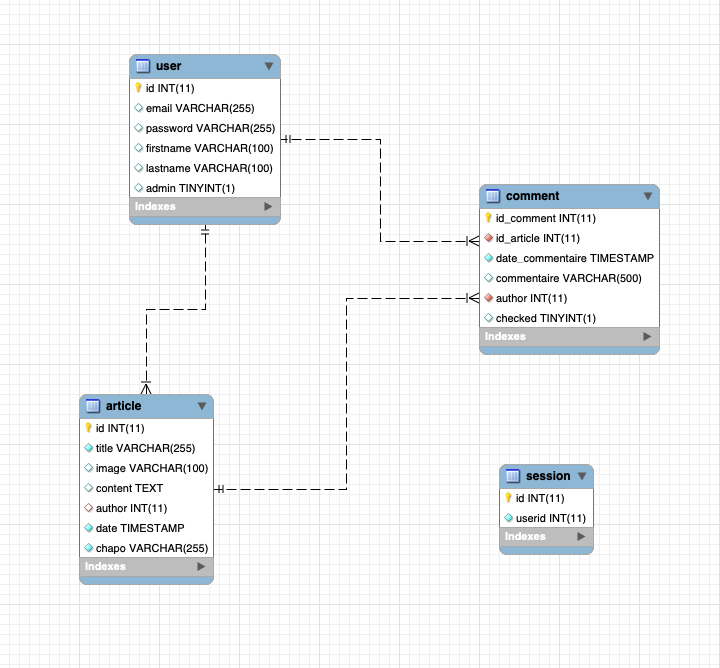 user
id INT(11)
email VARCHAR(255)
password VARCHAR(255)
firstname VARCHAR(100)
lastname VARCHAR(100)
admin TINYINT(1)
Indexes
comment
id_comment INT(11)
id_article INT(11)
date_commentaire TIMESTAMP
commentaire VARCHAR(500)
author INT(11)
checked TINYINT(1)
Indexes
article
id INT(11)
title VARCHAR(255)
image VARCHAR(100)
content TEXT
author INT(11)
date TIMESTAMP
chapo VARCHAR(255)
Indexes
session
id INT(11)
userid INT(11)
Indexes